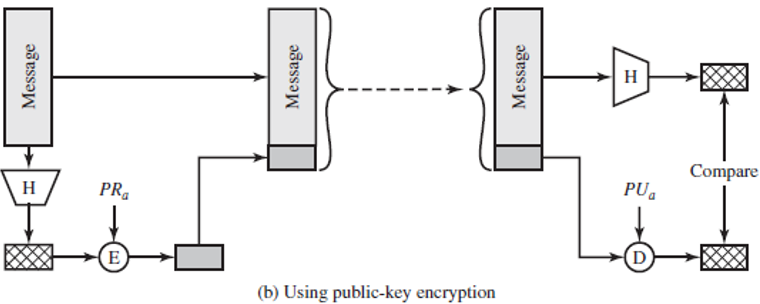 Message
Message
Message
H
H
PRa
PUa
Compare
E
D
(b) Using public-key encryption